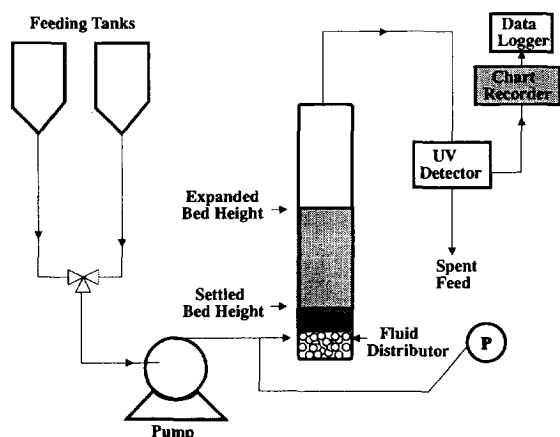 Feeding Tanks
Data
Logger
Chart
Recorder
UV
Detector
Expanded
Bed Height
Spent
Feed
Settled
Bed Height
Fluid
Distributor
P
Pump